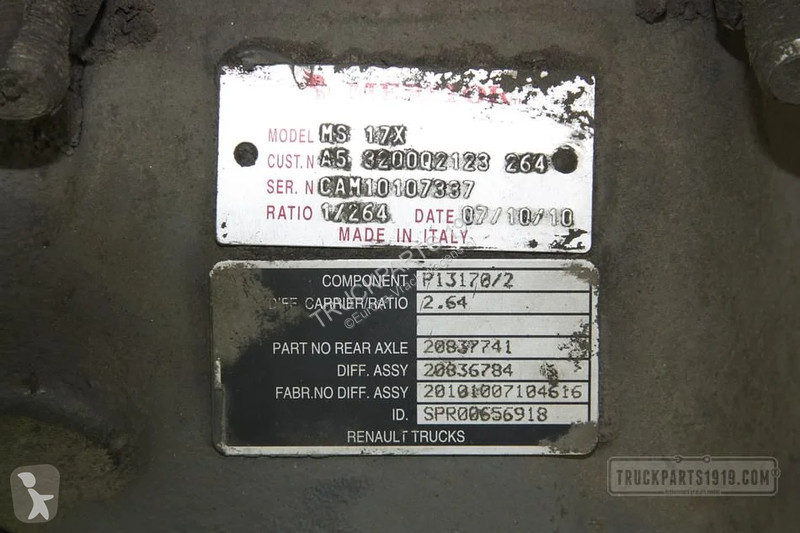 MODEL MS 17X
CUST.N A5 3200Q2123 264
SER. N CAM10107337
RATIO 1/264 DATE 07/10/10
MADE IN ITALY
COMPONENT P13170/2
DIFF. CARRIER/RATIO 2.64
PART NO REAR AXLE 20837741
DIFF. ASSY 20836784
FABR.NO DIFF. ASSY 20101007104616
ID. SPR00656918
RENAULT TRUCKS
TRUCKPARTS1919.COM